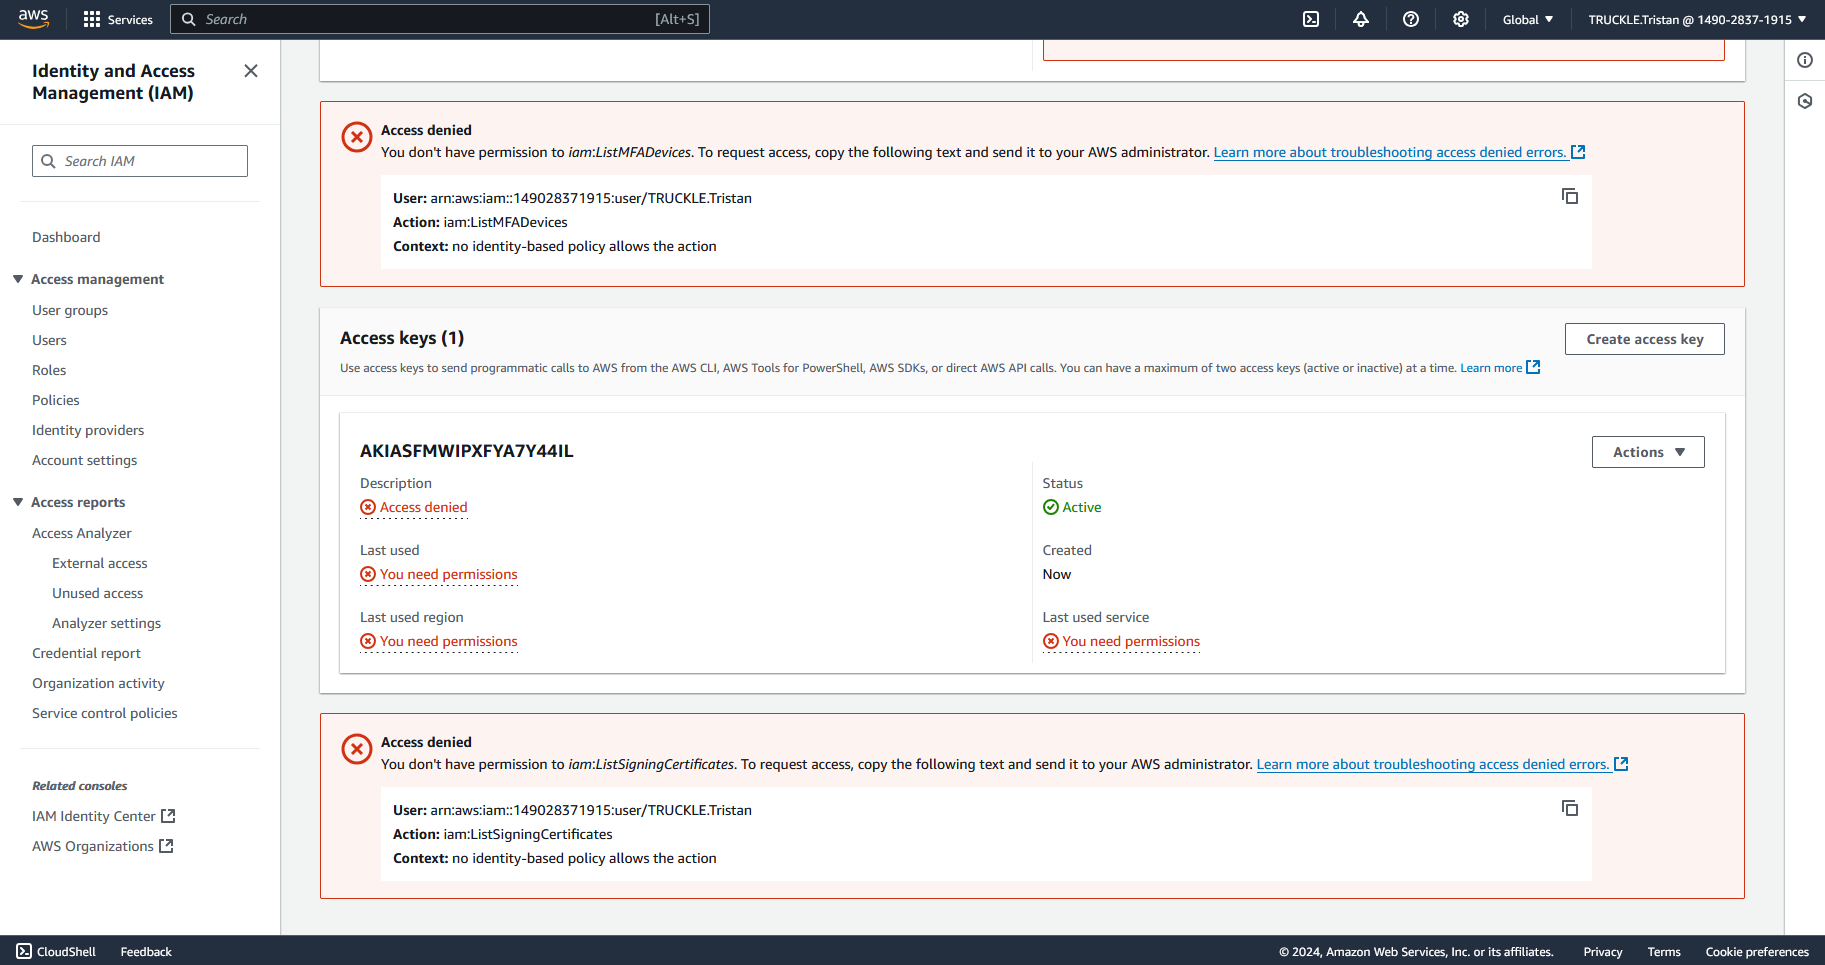 aws
Services
Search
[Alt+S]
Global
TRUCKLE.Tristan @ 1490-2837-1915
Identity and Access
Management (IAM)
Search IAM
Dashboard
Access management
User groups
Users
Roles
Policies
Identity providers
Account settings
Access reports
Access Analyzer
External access
Unused access
Analyzer settings
Credential report
Organization activity
Service control policies
Related consoles
IAM Identity Center
AWS Organizations
Access denied
You don't have permission to iam:ListMFADevices. To request access, copy the following text and send it to your AWS administrator. Learn more about troubleshooting access denied errors.
User: arn:aws:iam::149028371915:user/TRUCKLE.Tristan
Action: iam:ListMFADevices
Context: no identity-based policy allows the action
Access keys (1)
Create access key
Use access keys to send programmatic calls to AWS from the AWS CLI, AWS Tools for PowerShell, AWS SDKs, or direct AWS API calls. You can have a maximum of two access keys (active or inactive) at a time. Learn more
AKIASFMWIPXFYA7Y44IL
Actions
Description
Access denied
Status
Active
Last used
You need permissions
Created
Now
Last used region
You need permissions
Last used service
You need permissions
Access denied
You don't have permission to iam:ListSigningCertificates. To request access, copy the following text and send it to your AWS administrator. Learn more about troubleshooting access denied errors.
User: arn:aws:iam::149028371915:user/TRUCKLE.Tristan
Action: iam:ListSigningCertificates
Context: no identity-based policy allows the action
CloudShell
Feedback
© 2024, Amazon Web Services, Inc. or its affiliates.
Privacy
Terms
Cookie preferences